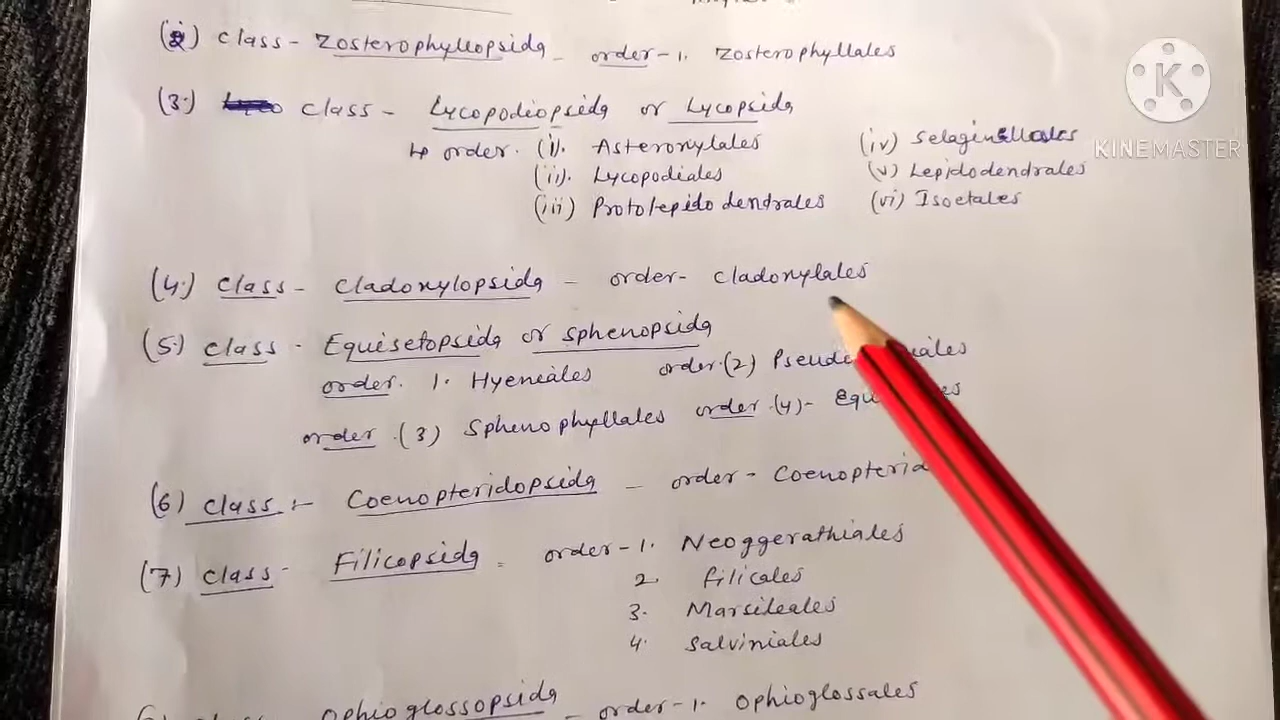 (2) class - Zosterophyllopsida - order - 1. Zosterophyllales
(3.) class - Lycopodiopsida or Lycopsida
↳ order. (i). Asteroxylales (iv) Selaginellales
(ii). Lycopodiales (v) Lepidodendrales
(iii) Protolepido dendrales (vi) Isoetales
(4.) class - cladoxylopsida - order - cladoxylales
(5.) class - Equisetopsida or sphenopsida
order. 1. Hyeniales order. (2)
order. (3) Sphenophyllales order. (4) -
(6) class :- Coenopteridopsida - order -
(7) class - Filicopsida - order - 1. Neoggerathiales
2. filicales
3. Marsileales
4. Salviniales
Ophioglossopsida - order - 1. Ophioglossales
K
KINEMASTER